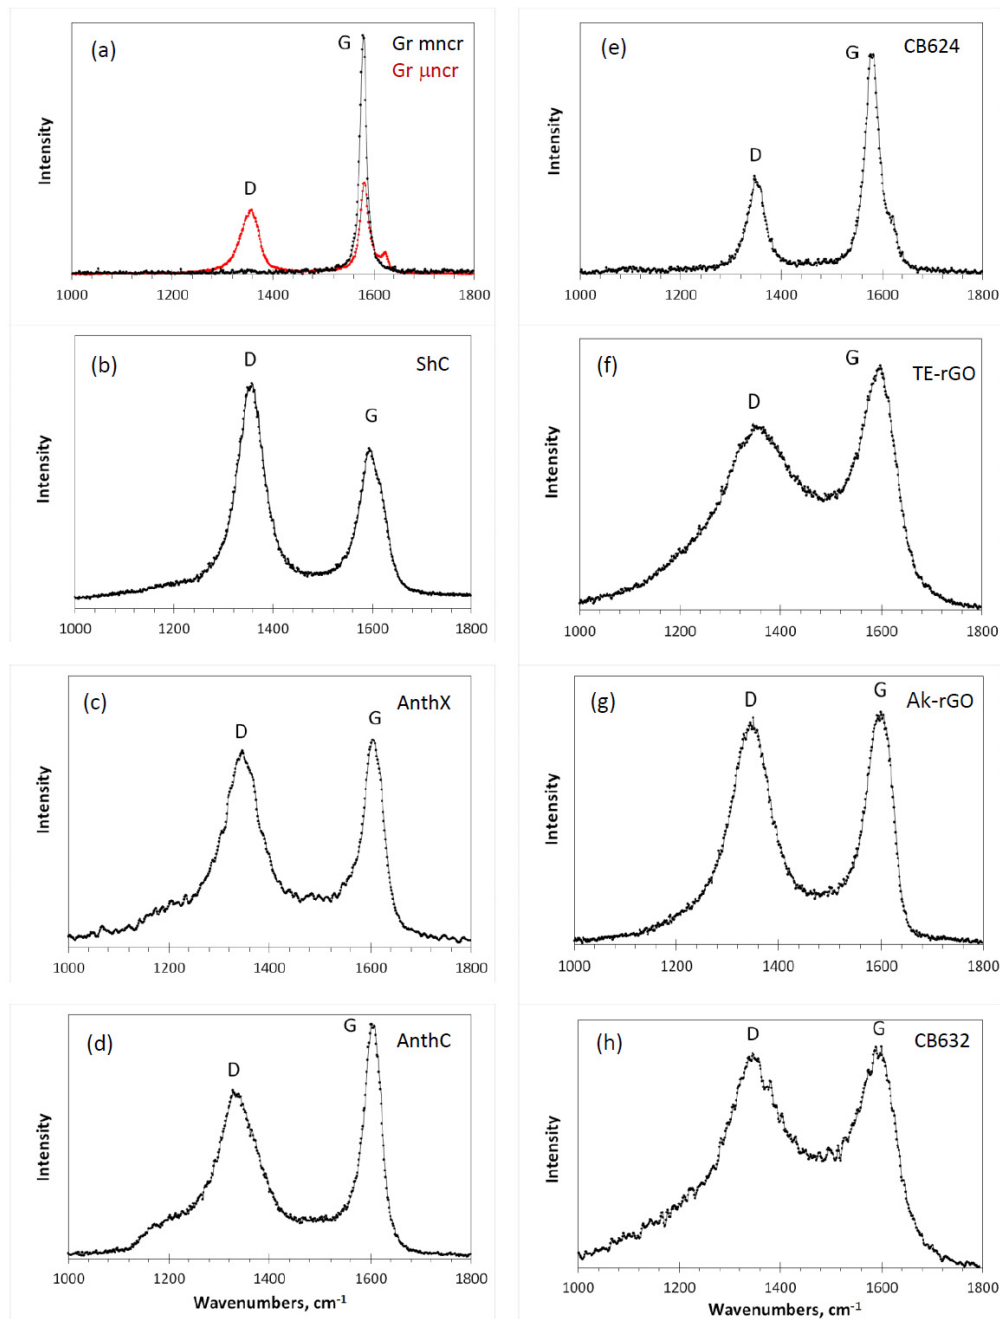 (a)
G
Gr mncr
Gr μncr
D
Intensity
1000 1200 1400 1600 1800
(e)
CB624
G
D
Intensity
1000 1200 1400 1600 1800
(b)
D
ShC
G
Intensity
1000 1200 1400 1600 1800
(f)
G
TE-rGO
D
Intensity
1000 1200 1400 1600 1800
(c)
AnthX
D
G
Intensity
1000 1200 1400 1600 1800
(g)
D
G
Ak-rGO
Intensity
1000 1200 1400 1600 1800
(d)
G
AnthC
D
Intensity
1000 1200 1400 1600 1800
Wavenumbers, cm⁻¹
(h)
D
G
CB632
Intensity
1000 1200 1400 1600 1800
Wavenumbers, cm⁻¹